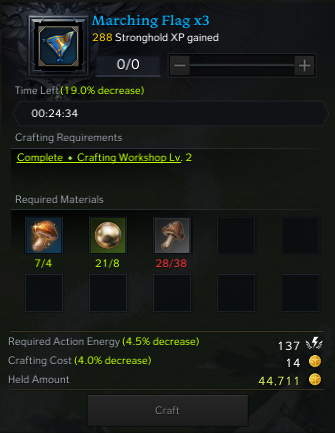 Marching Flag x3
288 Stronghold XP gained
0/0
Time Left(19.0% decrease)
00:24:34
Crafting Requirements
Complete • Crafting Workshop Lv. 2
Required Materials
7/4 21/8 28/38
Required Action Energy (4.5% decrease) 137
Crafting Cost (4.0% decrease) 14
Held Amount 44,711
Craft